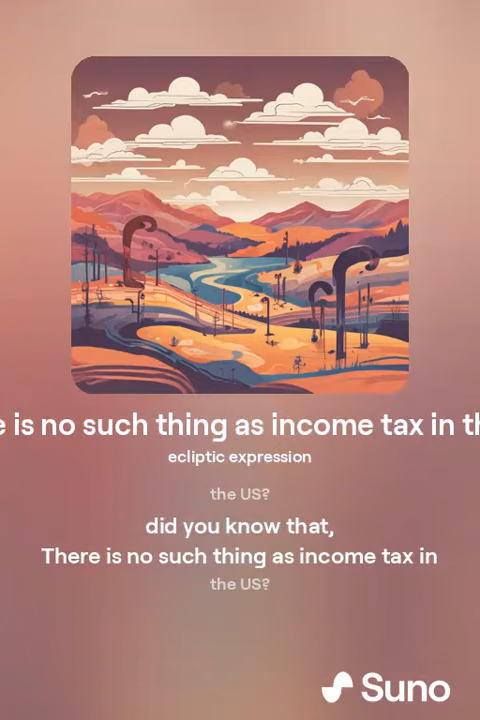 e is no such thing as income tax in th
ecliptic expression
the US?
did you know that,
There is no such thing as income tax in
the US?
Suno